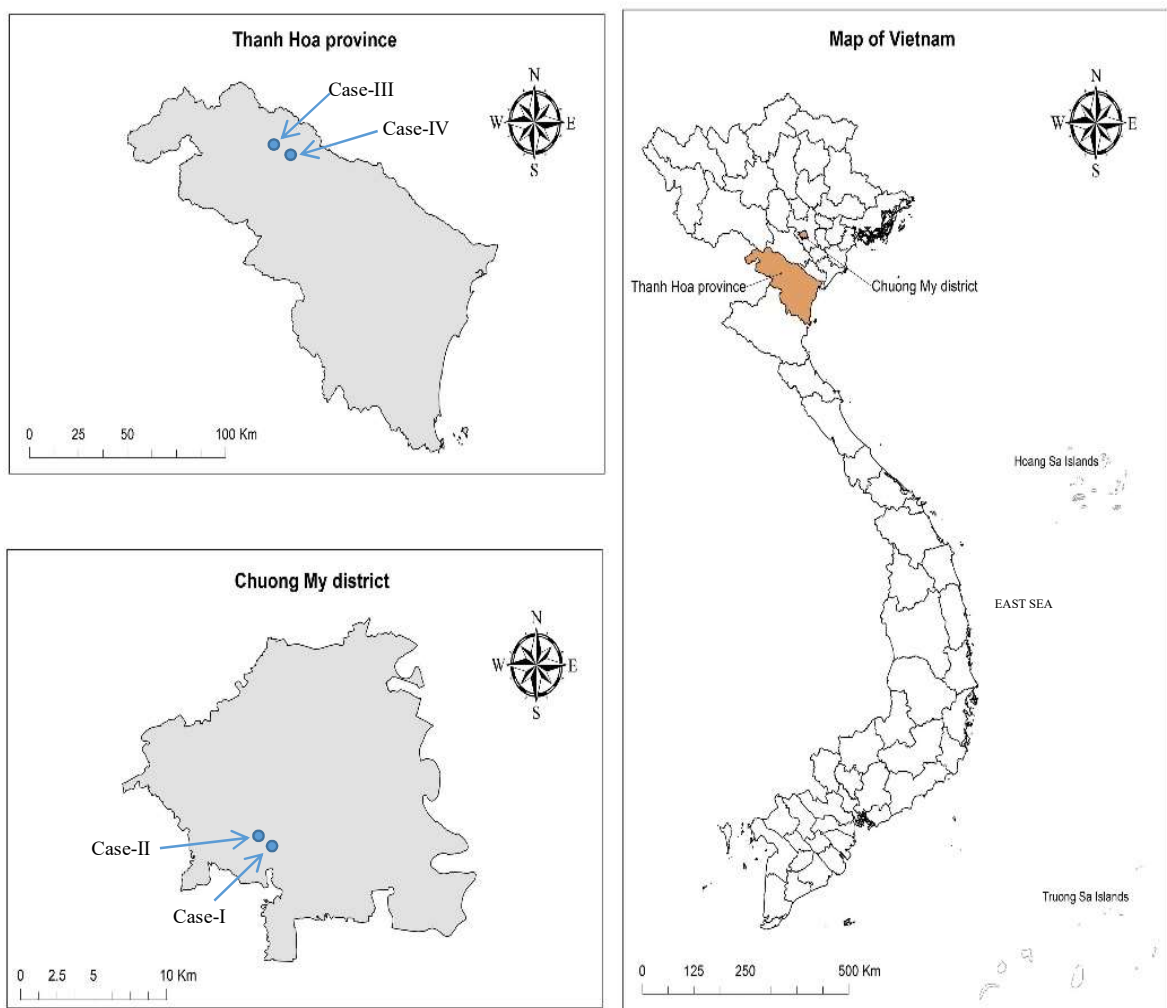 Thanh Hoa province
N
W
E
S
Case-III
Case-IV
0 25 50 100 Km
Chuong My district
N
W
E
S
Case-II
Case-I
0 2.5 5 10 Km
Map of Vietnam
N
W
E
S
Thanh Hoa province
Chuong My district
Hoang Sa Islands
EAST SEA
Truong Sa Islands
0 125 250 500 Km